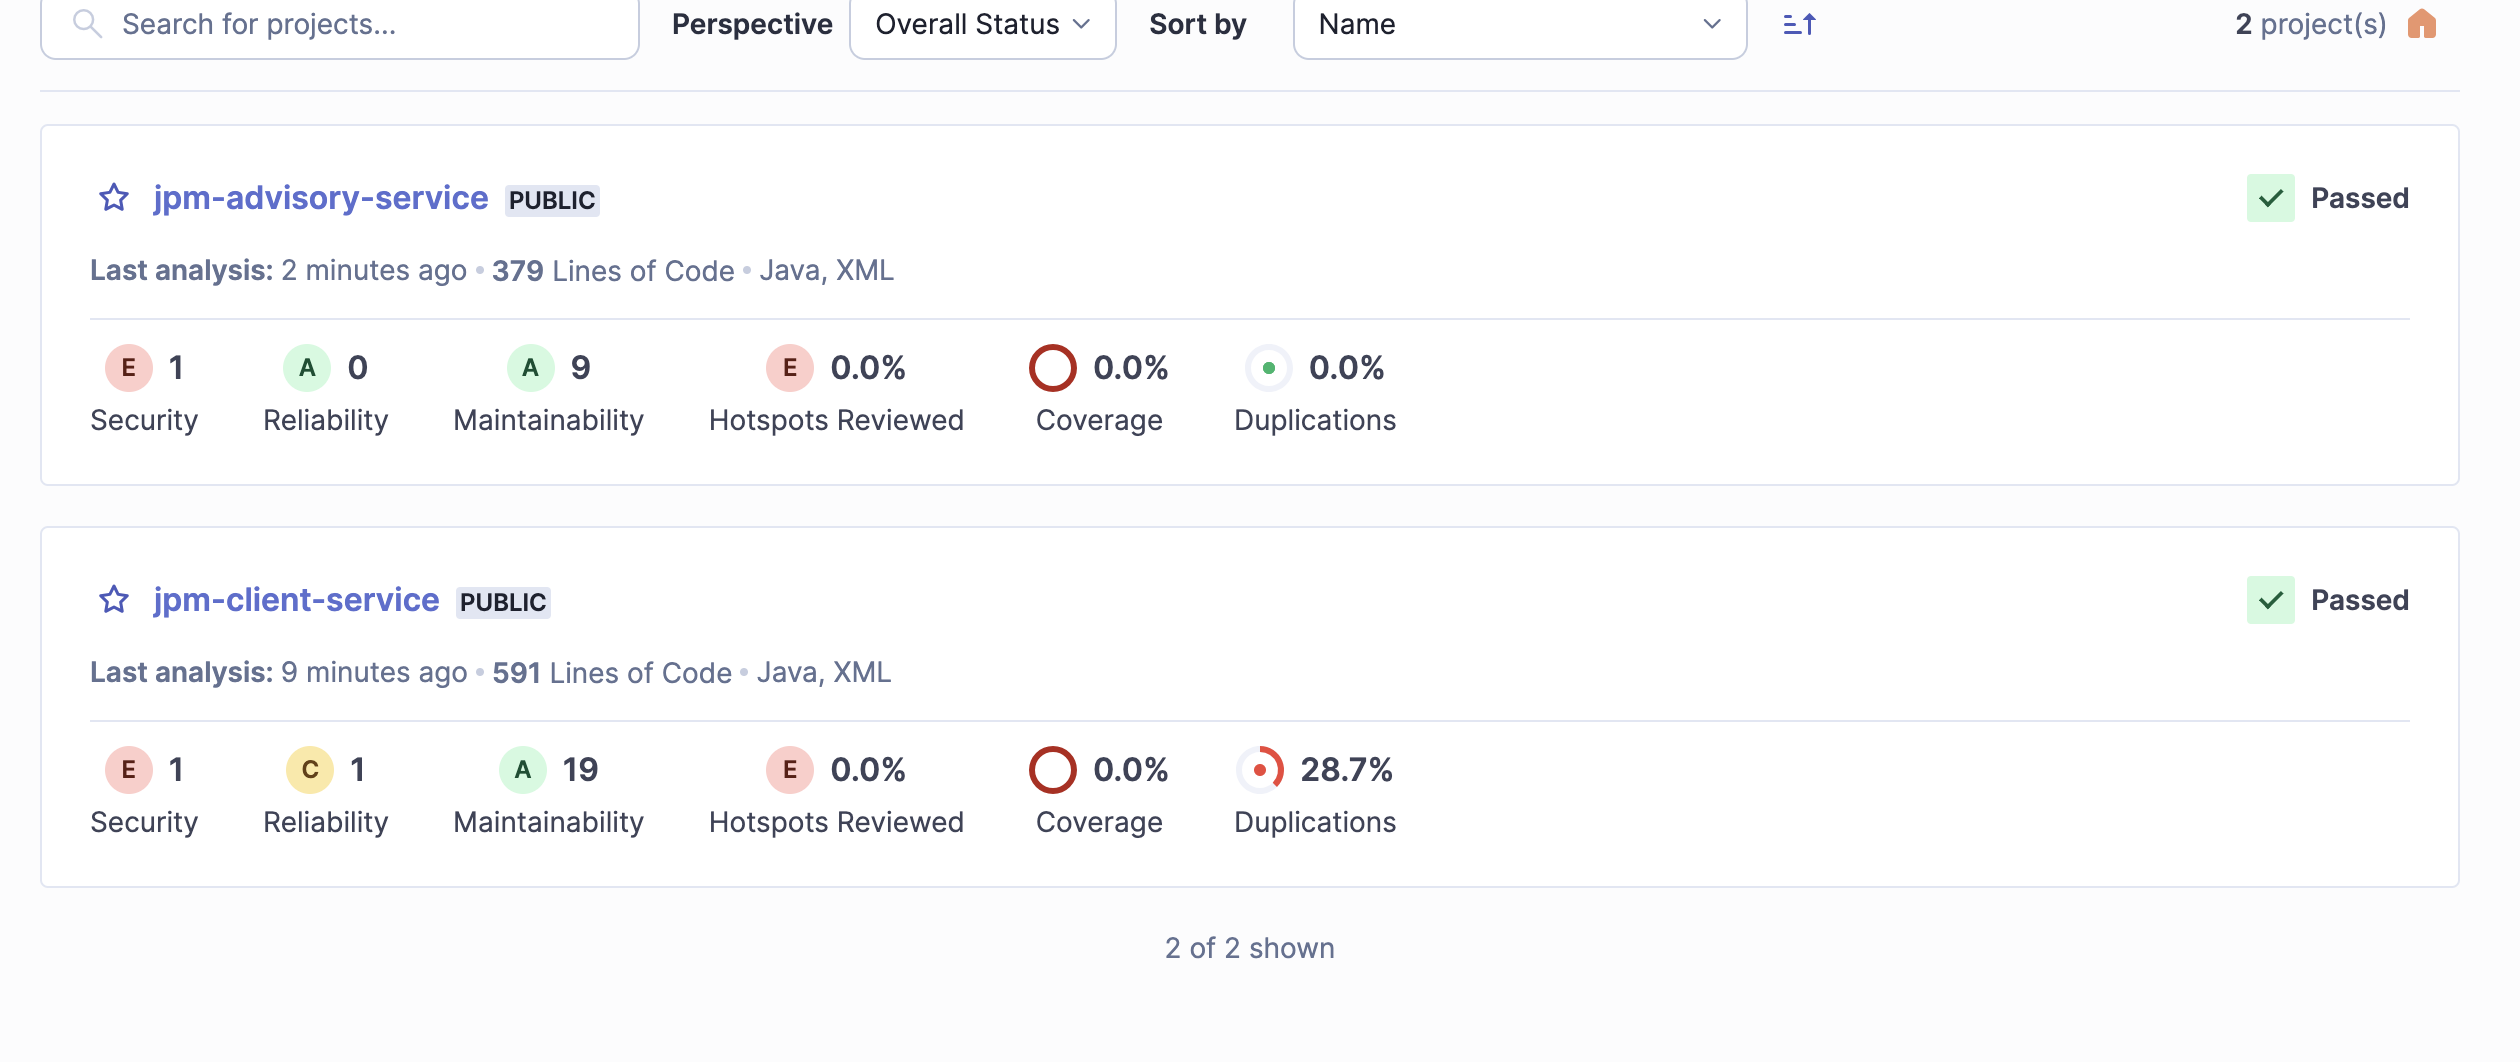 Search for projects...
Perspective
Overall Status
Sort by
Name
2 project(s)
jpm-advisory-service PUBLIC
Passed
Last analysis: 2 minutes ago • 379 Lines of Code • Java, XML
E 1
A 0
A 9
E 0.0%
0.0%
0.0%
Security
Reliability
Maintainability
Hotspots Reviewed
Coverage
Duplications
jpm-client-service PUBLIC
Passed
Last analysis: 9 minutes ago • 591 Lines of Code • Java, XML
E 1
C 1
A 19
E 0.0%
0.0%
28.7%
Security
Reliability
Maintainability
Hotspots Reviewed
Coverage
Duplications
2 of 2 shown